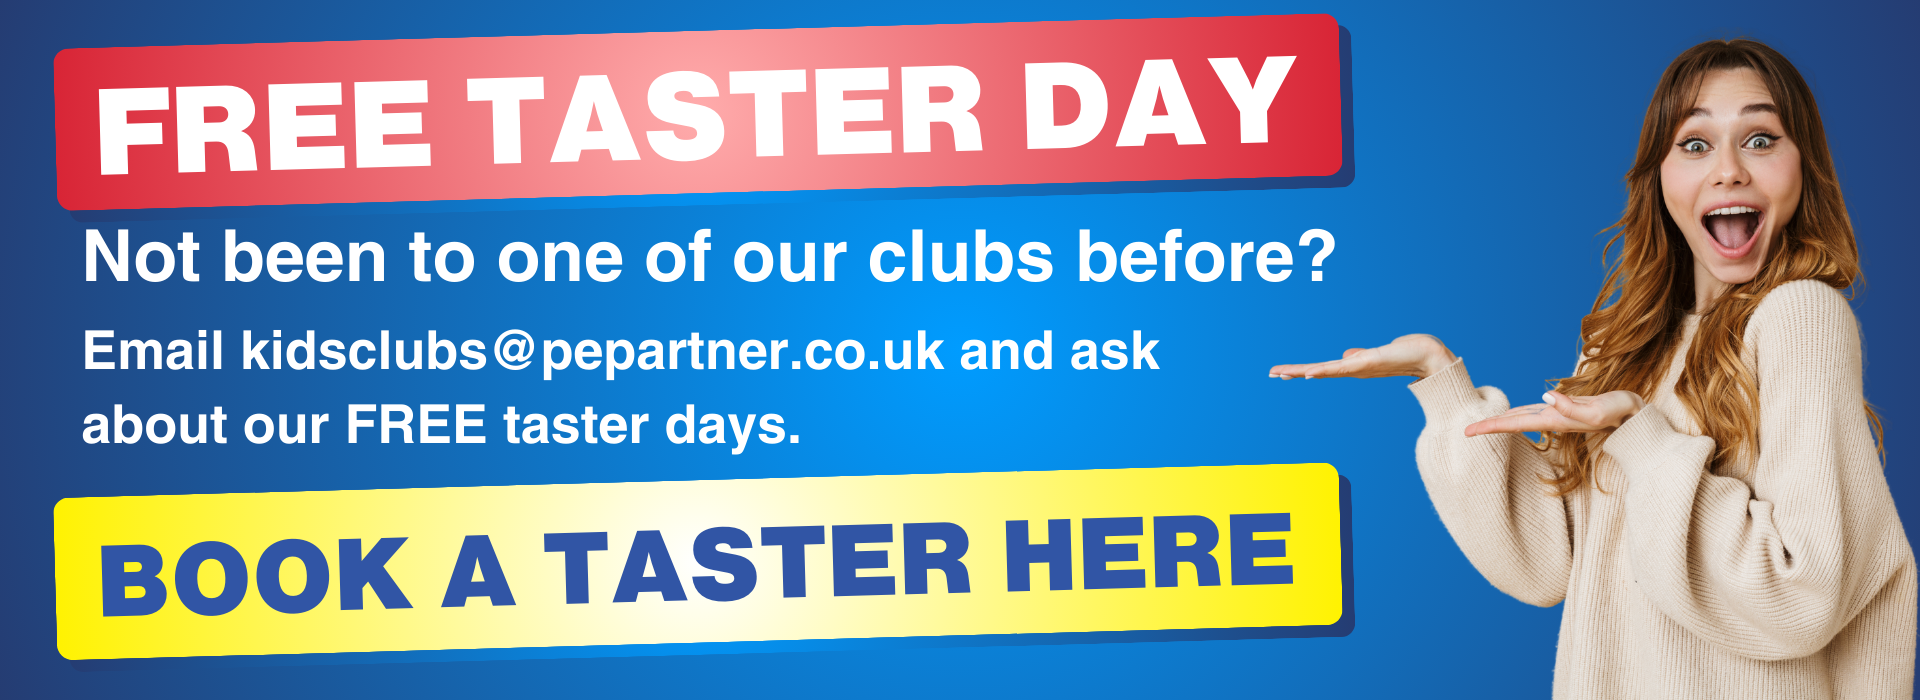 FREE TASTER DAY
Not been to one of our clubs before?
Email kidsclubs@pepartner.co.uk and ask
about our FREE taster days.
BOOK A TASTER HERE